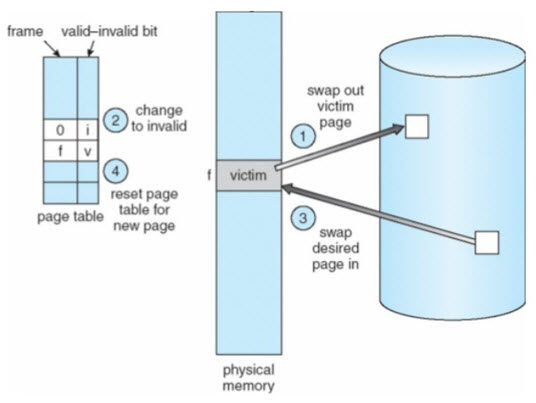 frame valid–invalid bit
0 i
f v
2 change
to invalid
4
reset page
table for
new page
page table
f victim
physical
memory
swap out
victim
page
1
3
swap
desired
page in